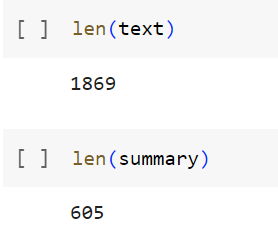 [ ] len(text)
1869
[ ] len(summary)
605